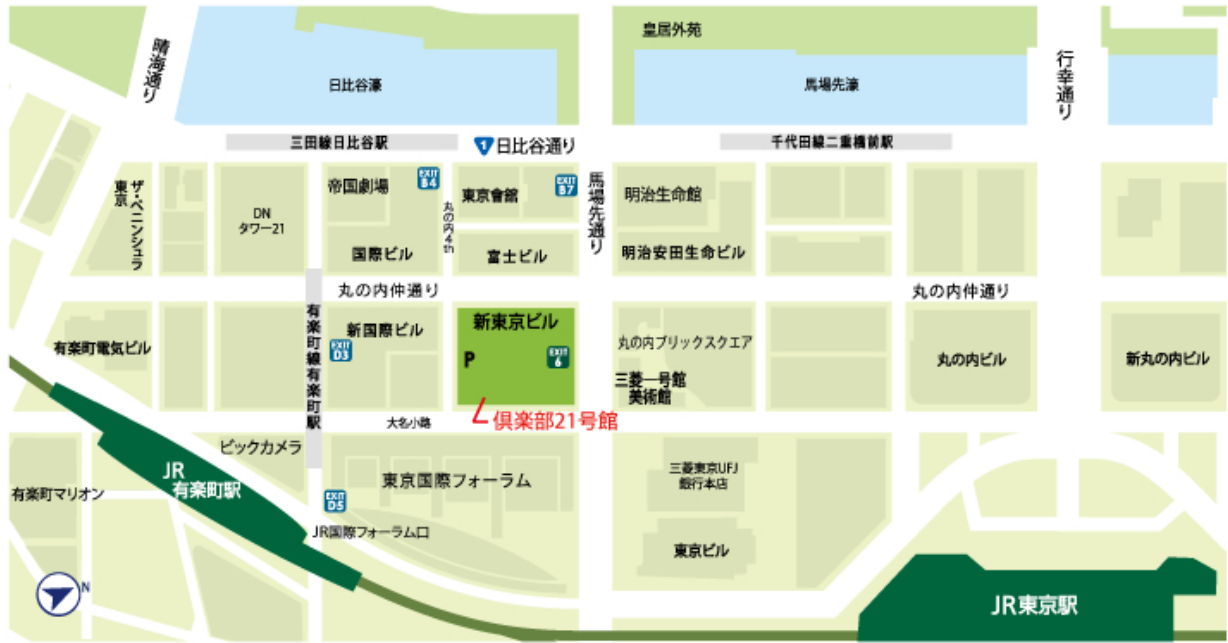 皇居外苑
晴海通り
日比谷濠
馬場先濠
行幸通り
三田線日比谷駅
1
日比谷通り
千代田線二重橋前駅
ザ・ペニンシュラ
東京
DN
タワー21
帝国劇場
EXIT
B4
丸の内4th
東京會館
EXIT
B7
馬場先通り
明治生命館
国際ビル
富士ビル
明治安田生命ビル
丸の内仲通り
丸の内仲通り
有楽町電気ビル
有楽町線有楽町駅
新国際ビル
EXIT
D3
新東京ビル
P
EXIT
6
丸の内ブリックスクエア
三菱一号館
美術館
丸の内ビル
新丸の内ビル
大名小路
倶楽部21号館
ビックカメラ
JR
有楽町駅
有楽町マリオン
東京国際フォーラム
EXIT
D5
JR国際フォーラム口
三菱東京UFJ
銀行本店
東京ビル
N
JR東京駅